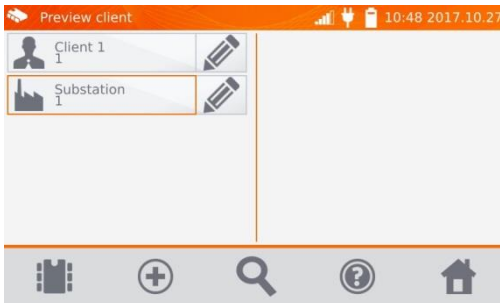 Preview client
10:48 2017.10.27
Client 1
1
Substation
1